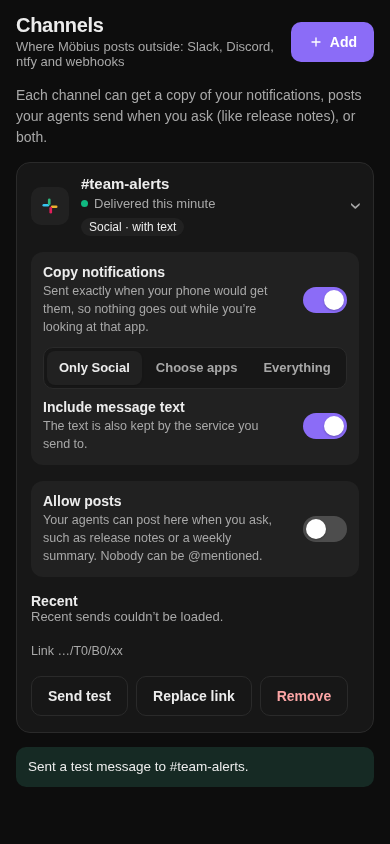 Channels
Where Möbius posts outside: Slack, Discord,
ntfy and webhooks
+ Add
Each channel can get a copy of your notifications, posts
your agents send when you ask (like release notes), or
both.
#team-alerts
Delivered this minute
Social · with text
Copy notifications
Sent exactly when your phone would get
them, so nothing goes out while you’re
looking at that app.
Only Social Choose apps Everything
Include message text
The text is also kept by the service you
send to.
Allow posts
Your agents can post here when you ask,
such as release notes or a weekly
summary. Nobody can be @mentioned.
Recent
Recent sends couldn’t be loaded.
Link …/T0/B0/xx
Send test Replace link Remove
Sent a test message to #team-alerts.